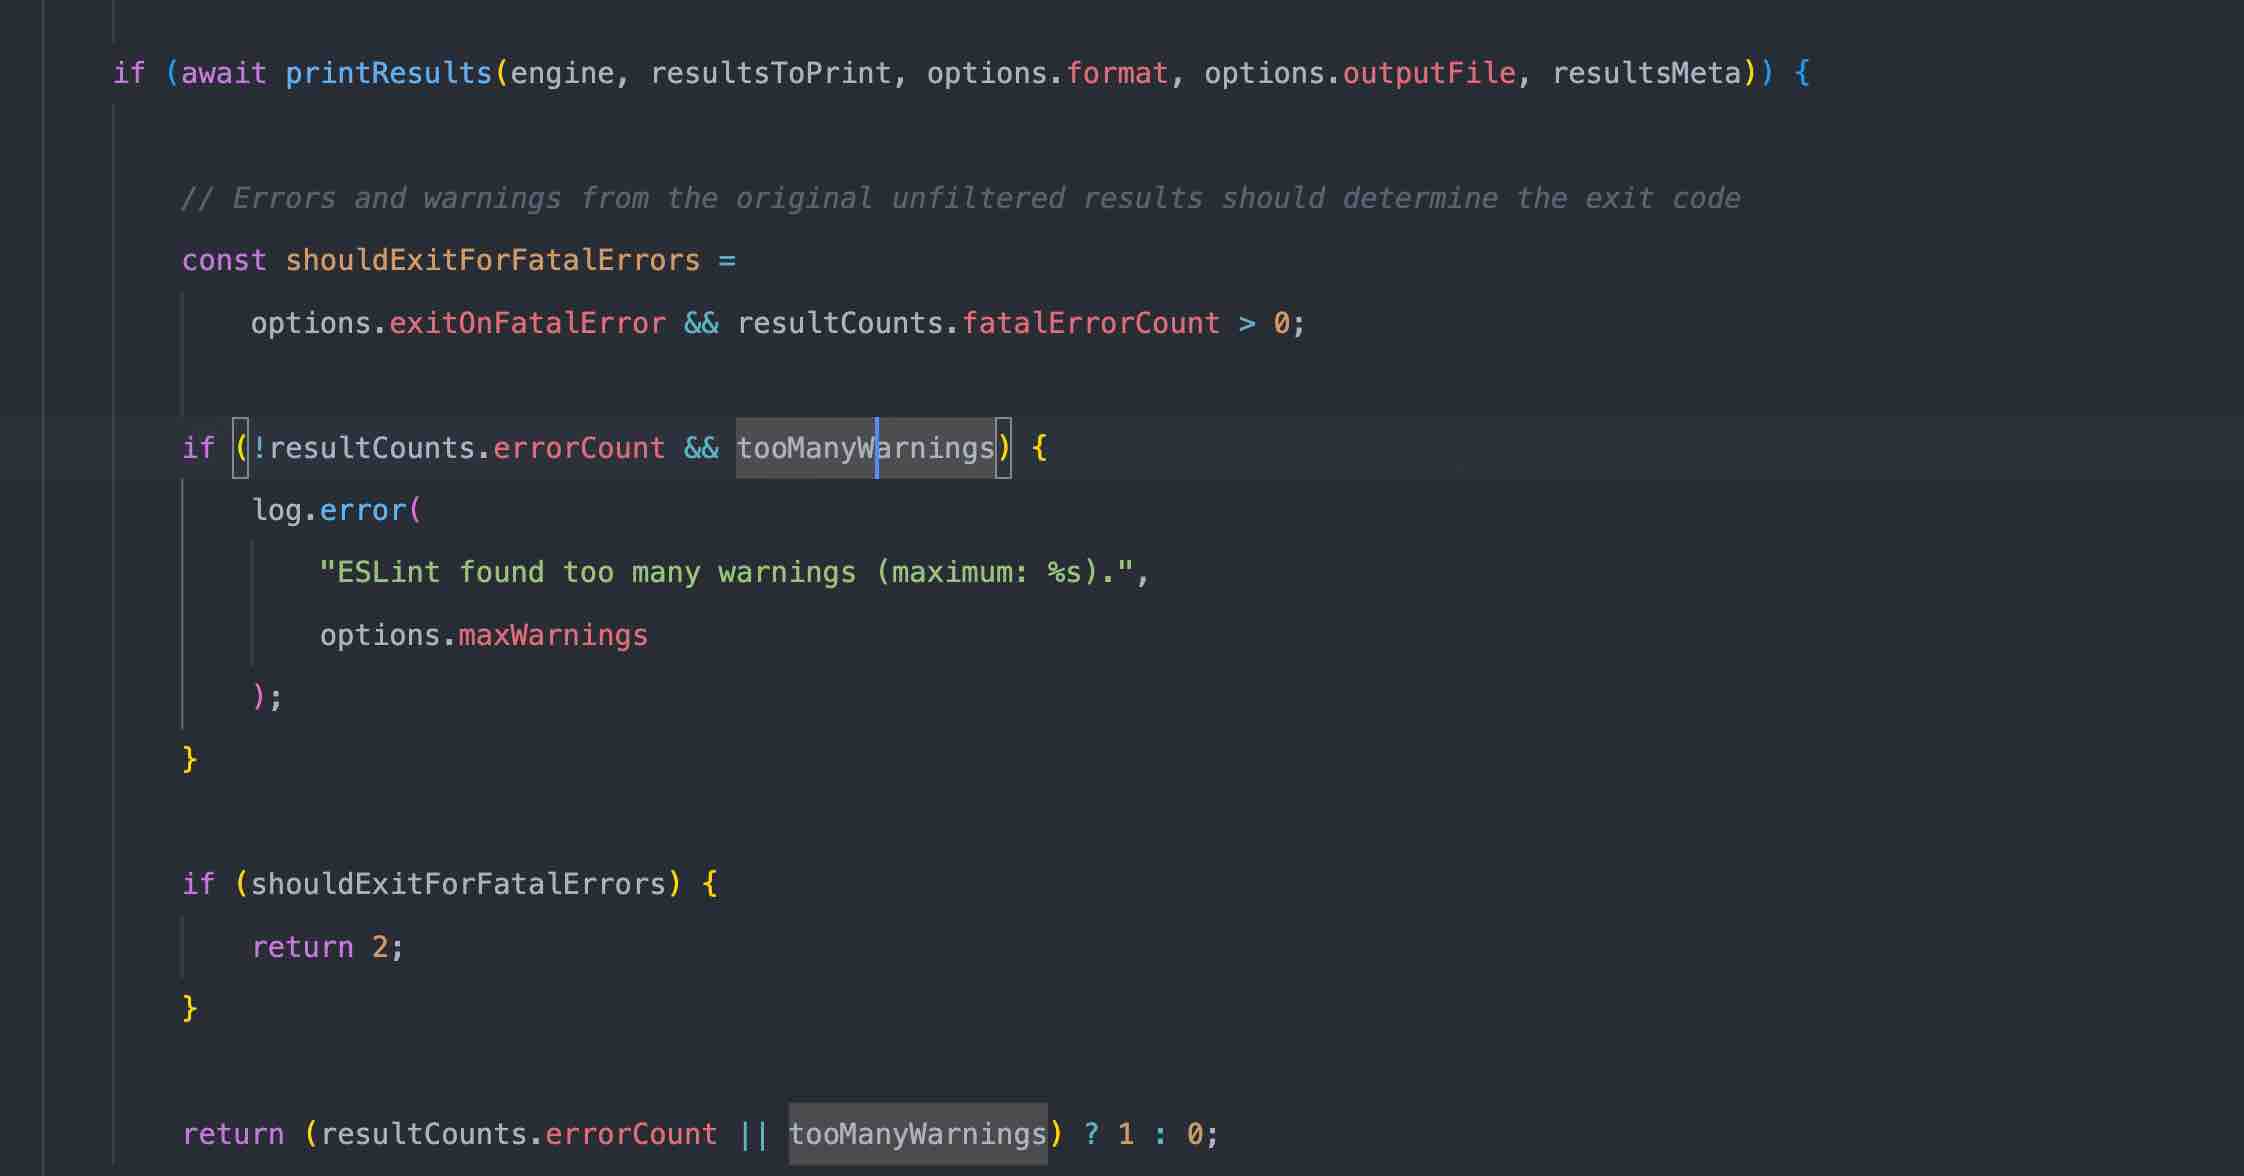 if (await printResults(engine, resultsToPrint, options.format, options.outputFile, resultsMeta)) {
// Errors and warnings from the original unfiltered results should determine the exit code
const shouldExitForFatalErrors =
options.exitOnFatalError && resultCounts.fatalErrorCount > 0;
if (!resultCounts.errorCount && tooManyWarnings) {
log.error(
"ESLint found too many warnings (maximum: %s).",
options.maxWarnings
);
}
if (shouldExitForFatalErrors) {
return 2;
}
return (resultCounts.errorCount || tooManyWarnings) ? 1 : 0;